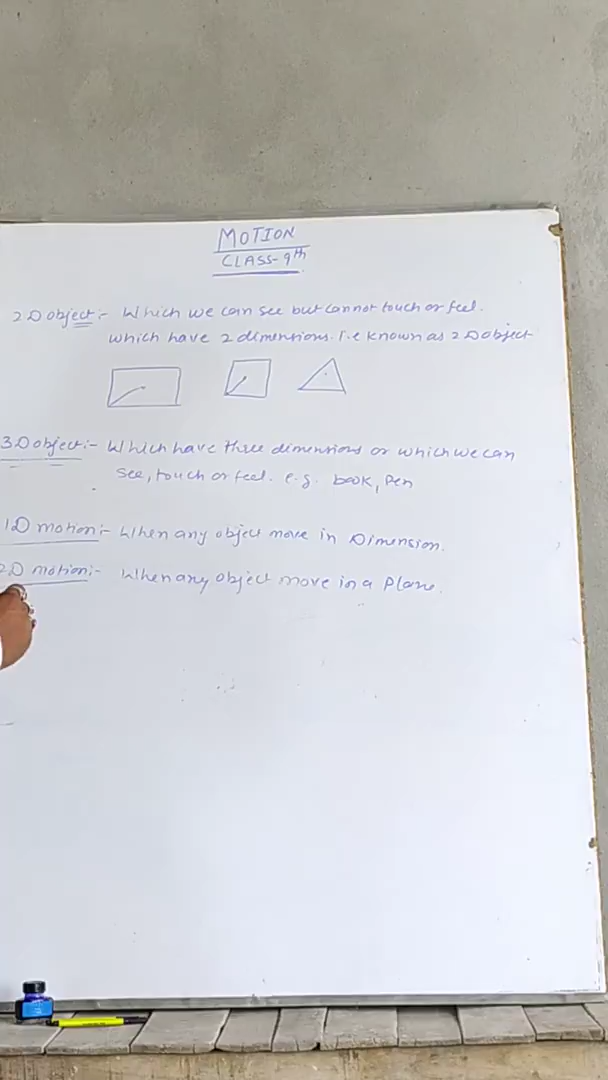 MOTION
CLASS-9th
2D object:- Which we can see but cannot touch or feel.
which have 2 dimensions. i.e known as 2D object
3D object:- Which have three dimensions or which we can
see, touch or feel. e.g. book, Pen
1D motion:- When any object move in Dimension.
2D motion:- When any object move in a Plane.